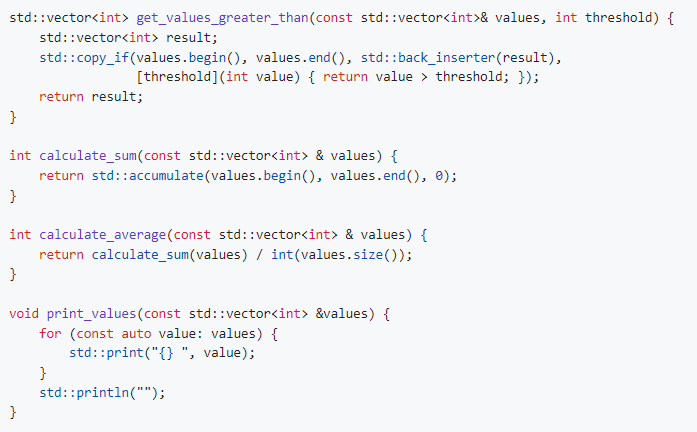 std::vector<int> get_values_greater_than(const std::vector<int>& values, int threshold) {
    std::vector<int> result;
    std::copy_if(values.begin(), values.end(), std::back_inserter(result),
                 [threshold](int value) { return value > threshold; });
    return result;
}

int calculate_sum(const std::vector<int> & values) {
    return std::accumulate(values.begin(), values.end(), 0);
}

int calculate_average(const std::vector<int> & values) {
    return calculate_sum(values) / int(values.size());
}

void print_values(const std::vector<int> &values) {
    for (const auto value: values) {
        std::print("{} ", value);
    }
    std::println("");
}